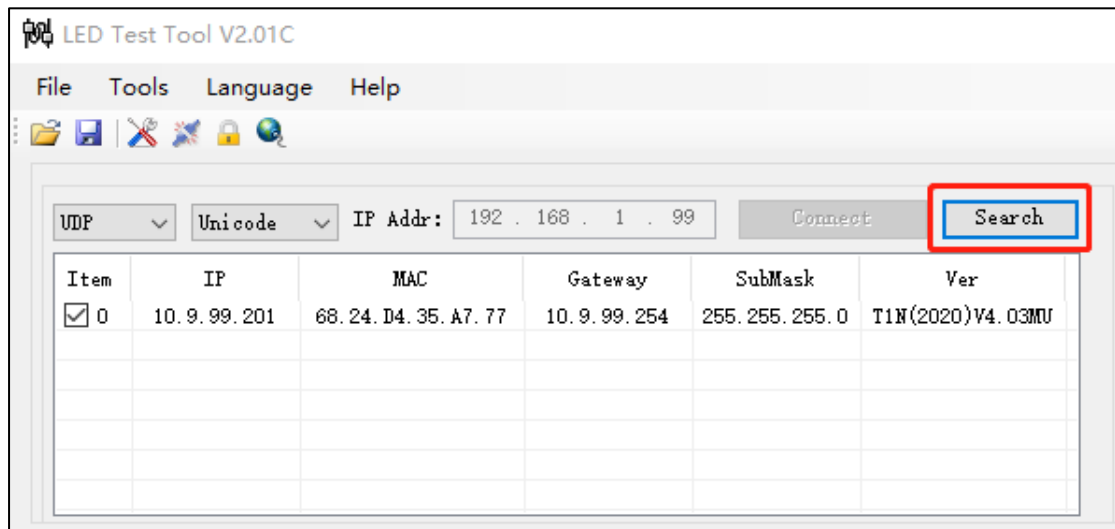 LED Test Tool V2.01C
File Tools Language Help
UDP Unicode IP Addr: 192 . 168 . 1 . 99 Connect Search
Item IP MAC Gateway SubMask Ver
0 10.9.99.201 68.24.D4.35.A7.77 10.9.99.254 255.255.255.0 T1N(2020)V4.03MU